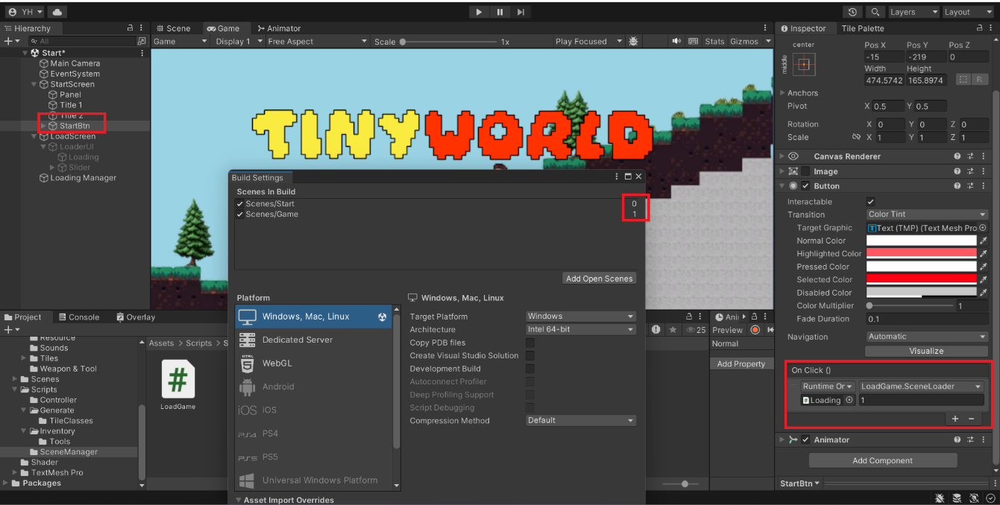 YH
Layers
Layout
Hierarchy
Scene
Game
Animator
Inspector
Tile Palette
All
Game
Display 1
Free Aspect
Scale
1x
Play Focused
Stats
Gizmos
Start*
Main Camera
EventSystem
StartScreen
Panel
Title 1
Title 2
StartBtn
LoadScreen
LoaderUI
Loading
Slider
Loading Manager
TINYWORLD
center
middle
Pos X
Pos Y
Pos Z
-15
-219
0
Width
Height
474.5742
165.8974
R
Anchors
Pivot
X 0.5
Y 0.5
Rotation
X 0
Y 0
Z 0
Scale
X 1
Y 1
Z 1
Canvas Renderer
Image
Button
Interactable
Transition
Color Tint
Target Graphic
Text (TMP) (Text Mesh Pro
Normal Color
Highlighted Color
Pressed Color
Selected Color
Disabled Color
Color Multiplier
1
Fade Duration
0.1
Navigation
Automatic
Visualize
On Click ()
Runtime Or
LoadGame.SceneLoader
Loading
1
Animator
Add Component
StartBtn
Build Settings
Scenes In Build
Scenes/Start
0
Scenes/Game
1
Add Open Scenes
Platform
Windows, Mac, Linux
Dedicated Server
HTML
5
WebGL
Android
iOS
iOS
PS4
PS4
PS5
PS5
Universal Windows Platform
Asset Import Overrides
Windows, Mac, Linux
Target Platform
Windows
Architecture
Intel 64-bit
Copy PDB files
Create Visual Studio Solution
Development Build
Autoconnect Profiler
Deep Profiling Support
Script Debugging
Compression Method
Default
Project
Console
Overlay
Resource
Sounds
Tiles
Weapon & Tool
Scenes
Scripts
Controller
Generate
TileClasses
Inventory
Tools
SceneManager
Shader
TextMesh Pro
Packages
Assets > Scripts > S
#
LoadGame
25
Ani
Preview
Normal
Add Property